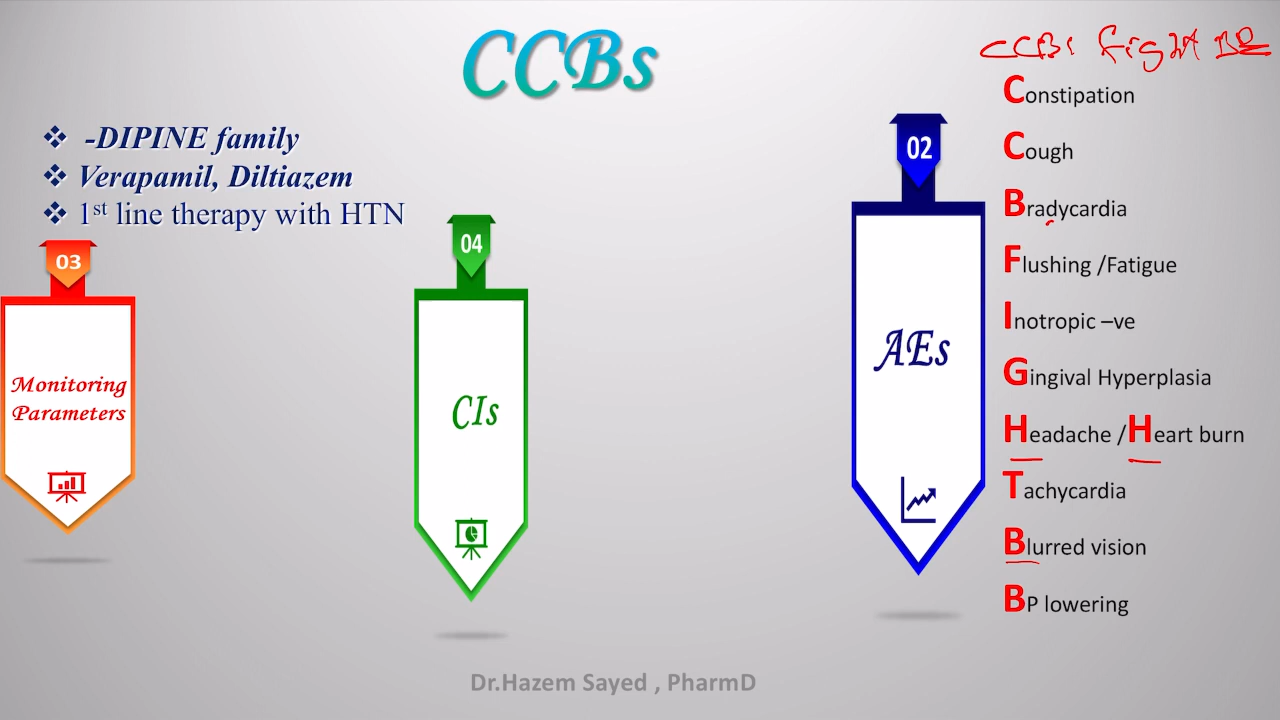 CCBs
❖ -DIPINE family
❖ Verapamil, Diltiazem
❖ 1st line therapy with HTN
03
Monitoring
Parameters
04
CIs
02
AEs
CCBs fight
Constipation
Cough
Bradycardia
Flushing /Fatigue
Inotropic –ve
Gingival Hyperplasia
Headache /Heart burn
Tachycardia
Blurred vision
BP lowering
Dr.Hazem Sayed , PharmD